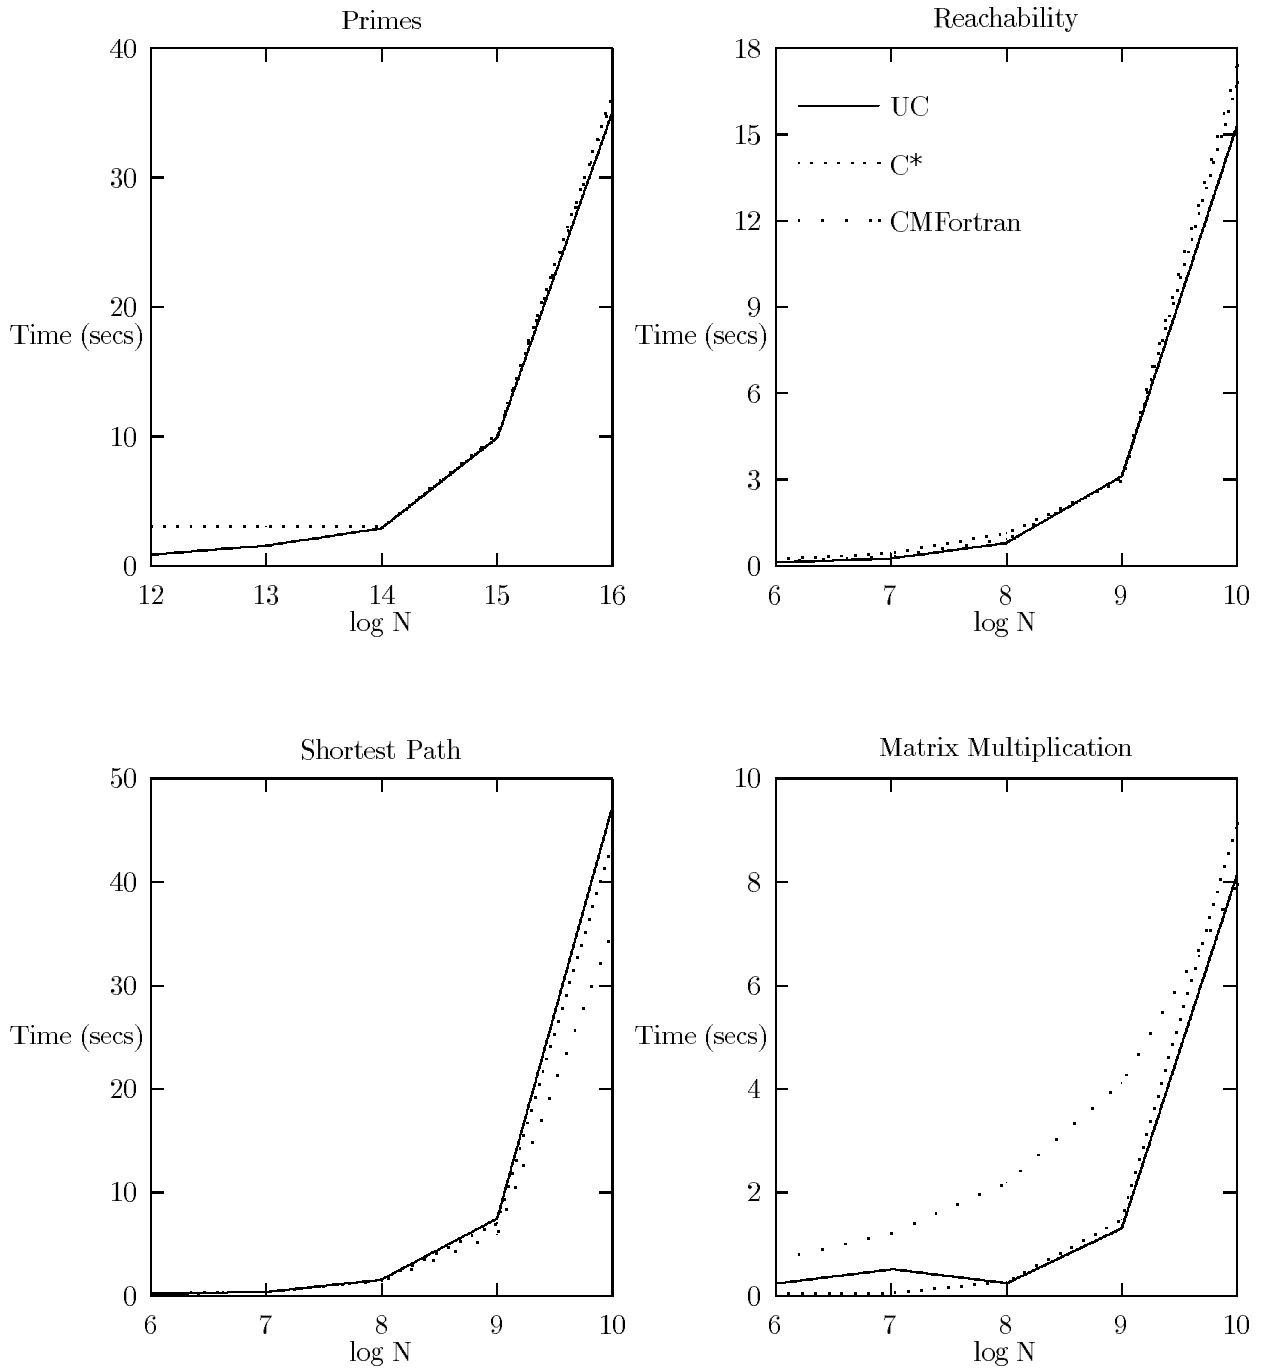 Primes
40
30
20
Time (secs)
10
0
12 13 14 15 16
log N
Reachability
18
UC
15
C*
12
CMFortran
9
Time (secs)
6
3
0
6 7 8 9 10
log N
Shortest Path
50
40
30
Time (secs)
20
10
0
6 7 8 9 10
log N
Matrix Multiplication
10
8
6
Time (secs)
4
2
0
6 7 8 9 10
log N